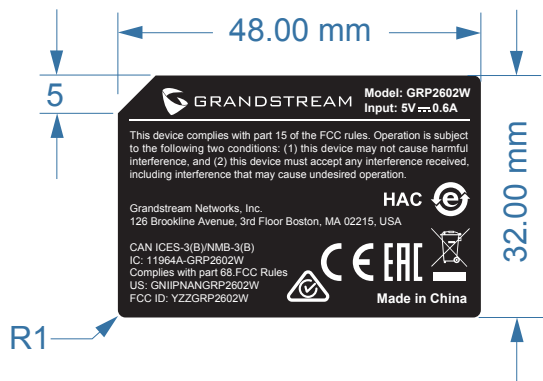 48.00 mm
5
GRANDSTREAM
Model: GRP2602W
Input: 5V⎓0.6A
This device complies with part 15 of the FCC rules. Operation is subject
to the following two conditions: (1) this device may not cause harmful
interference, and (2) this device must accept any interference received,
including interference that may cause undesired operation.
HAC e
Grandstream Networks, Inc.
126 Brookline Avenue, 3rd Floor Boston, MA 02215, USA
32.00 mm
CAN ICES-3(B)/NMB-3(B)
IC: 11964A-GRP2602W
Complies with part 68.FCC Rules
US: GNIIPNANGRP2602W
FCC ID: YZZGRP2602W
CE EAC
Made in China
R1